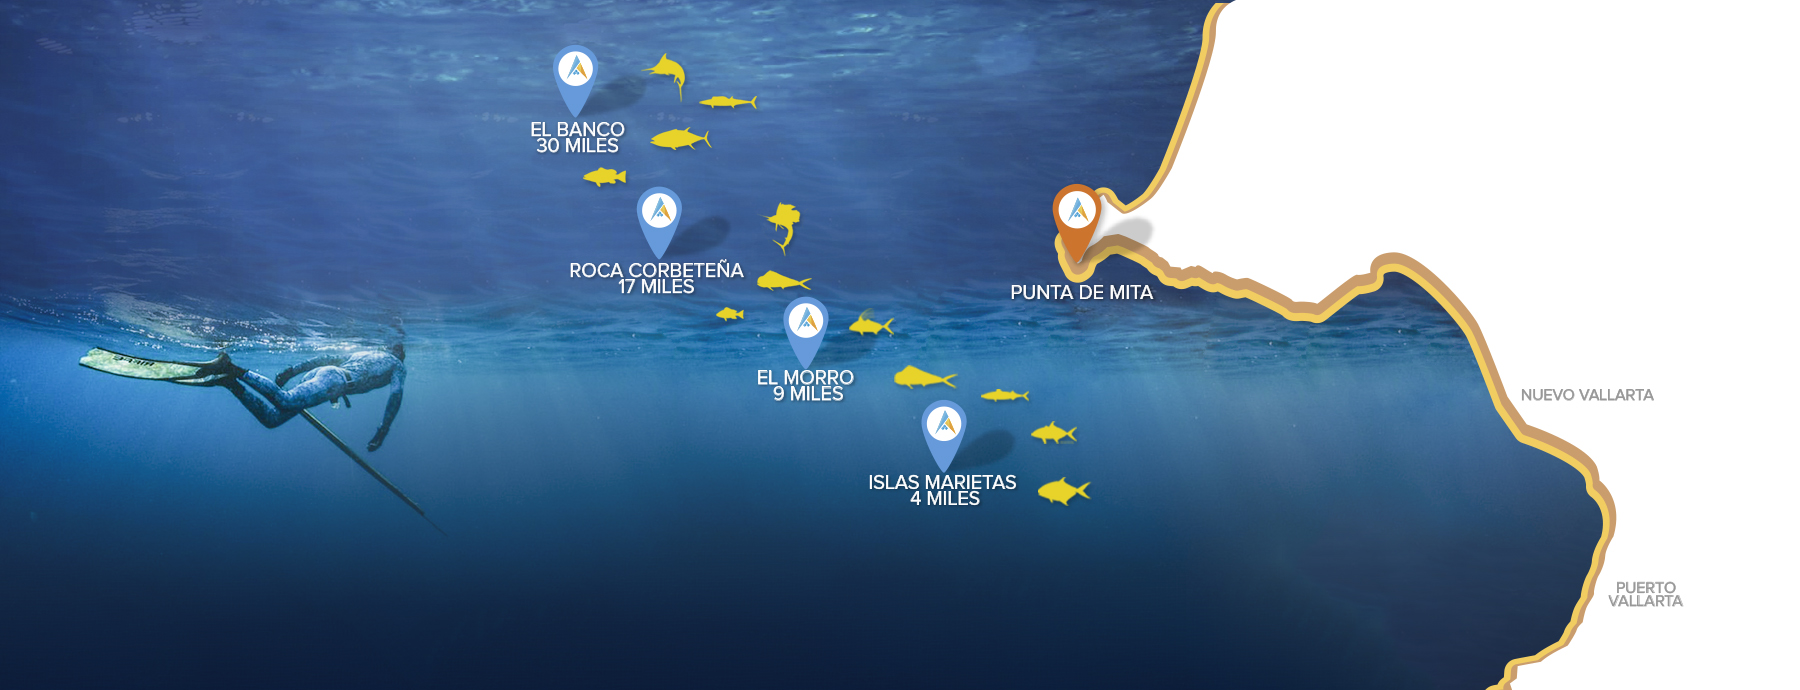 EL BANCO
30 MILES
ROCA CORBETEÑA
17 MILES
PUNTA DE MITA
EL MORRO
9 MILES
NUEVO VALLARTA
ISLAS MARIETAS
4 MILES
PUERTO
VALLARTA